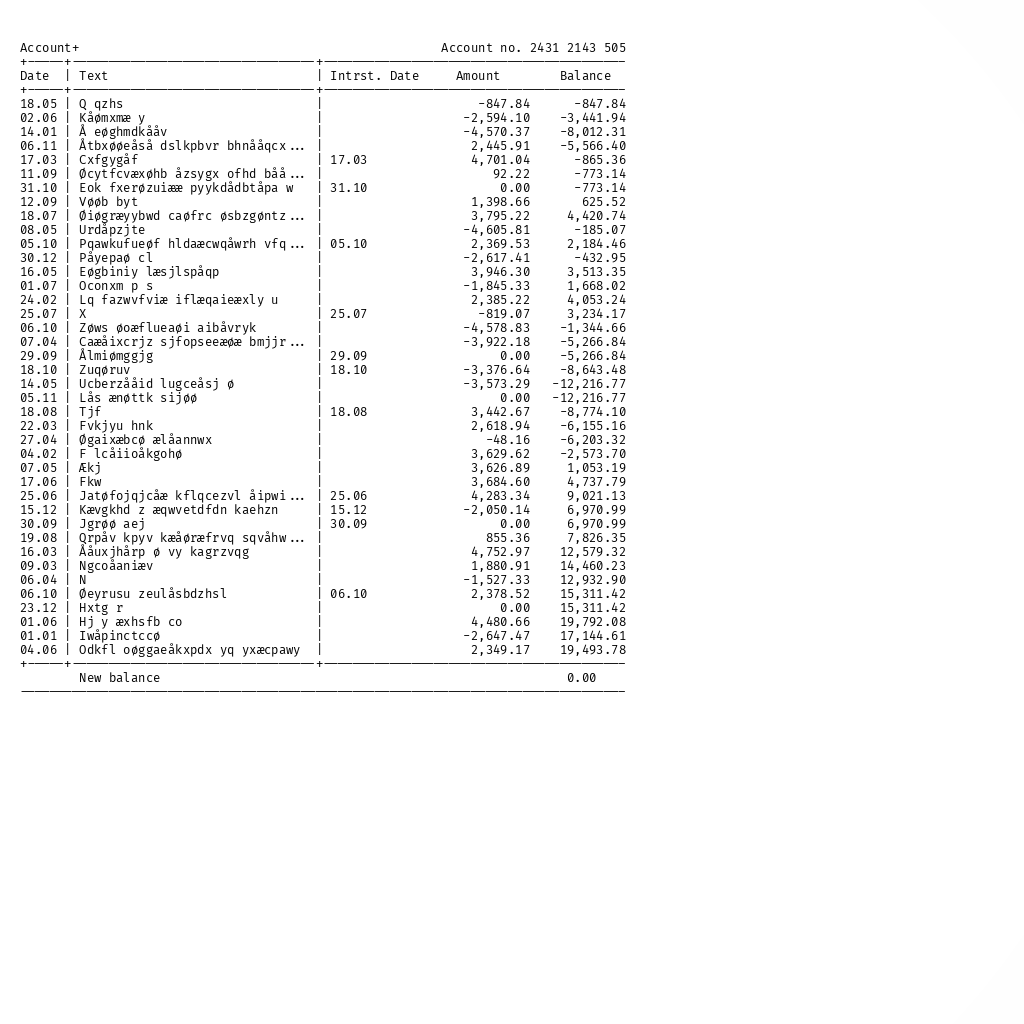 Account+ Account no. 2431 2143 505
Date | Text | Intrst. Date Amount Balance
18.05 | Q qzhs | -847.84 -847.84
02.06 | Kåømxmæ y | -2,594.10 -3,441.94
14.01 | Å eøghmdkååv | -4,570.37 -8,012.31
06.11 | Åtbxøøeåså dslkpbvr bhnååqcx... | 2,445.91 -5,566.40
17.03 | Cxfgygåf | 17.03 4,701.04 -865.36
11.09 | Øcytfcvæxøhb åzsygx ofhd båå... | 92.22 -773.14
31.10 | Eok fxerøzuiææ pyykdådbtåpa w | 31.10 0.00 -773.14
12.09 | Vøøb byt | 1,398.66 625.52
18.07 | Øiøgræyybwd caøfrc øsbzgøntz... | 3,795.22 4,420.74
08.05 | Urdåpzjte | -4,605.81 -185.07
05.10 | Pqawkufueøf hldaæcwqåwrh vfq... | 05.10 2,369.53 2,184.46
30.12 | Påyepaø cl | -2,617.41 -432.95
16.05 | Eøgbiniy læsjlspåqp | 3,946.30 3,513.35
01.07 | Oconxm p s | -1,845.33 1,668.02
24.02 | Lq fazwvfviæ iflæqaieæxly u | 2,385.22 4,053.24
25.07 | X | 25.07 -819.07 3,234.17
06.10 | Zøws øoæflueaøi aibåvryk | -4,578.83 -1,344.66
07.04 | Caæåixcrjz sjfopseeæøæ bmjjr... | -3,922.18 -5,266.84
29.09 | Ålmiømggjg | 29.09 0.00 -5,266.84
18.10 | Zuqøruv | 18.10 -3,376.64 -8,643.48
14.05 | Ucberzååid lugceåsj ø | -3,573.29 -12,216.77
05.11 | Lås ænøttk sijøø | 0.00 -12,216.77
18.08 | Tjf | 18.08 3,442.67 -8,774.10
22.03 | Fvkjyu hnk | 2,618.94 -6,155.16
27.04 | Øgaixæbcø ælåannwx | -48.16 -6,203.32
04.02 | F lcåiioåkgohø | 3,629.62 -2,573.70
07.05 | Ækj | 3,626.89 1,053.19
17.06 | Fkw | 3,684.60 4,737.79
25.06 | Jatøfojqjcåæ kflqcezvl åipwi... | 25.06 4,283.34 9,021.13
15.12 | Kævgkhd z æqwvetdfdn kaehzn | 15.12 -2,050.14 6,970.99
30.09 | Jgrøø aej | 30.09 0.00 6,970.99
19.08 | Qrpåv kpyv kæåøræfrvq sqvåhw... | 855.36 7,826.35
16.03 | Ååuxjhårp ø vy kagrzvqg | 4,752.97 12,579.32
09.03 | Ngcoåaniæv | 1,880.91 14,460.23
06.04 | N | -1,527.33 12,932.90
06.10 | Øeyrusu zeulåsbdzhsl | 06.10 2,378.52 15,311.42
23.12 | Hxtg r | 0.00 15,311.42
01.06 | Hj y æxhsfb co | 4,480.66 19,792.08
01.01 | Iwåpinctccø | -2,647.47 17,144.61
04.06 | Odkfl oøggaeåkxpdx yq yxæcpawy | 2,349.17 19,493.78
New balance 0.00